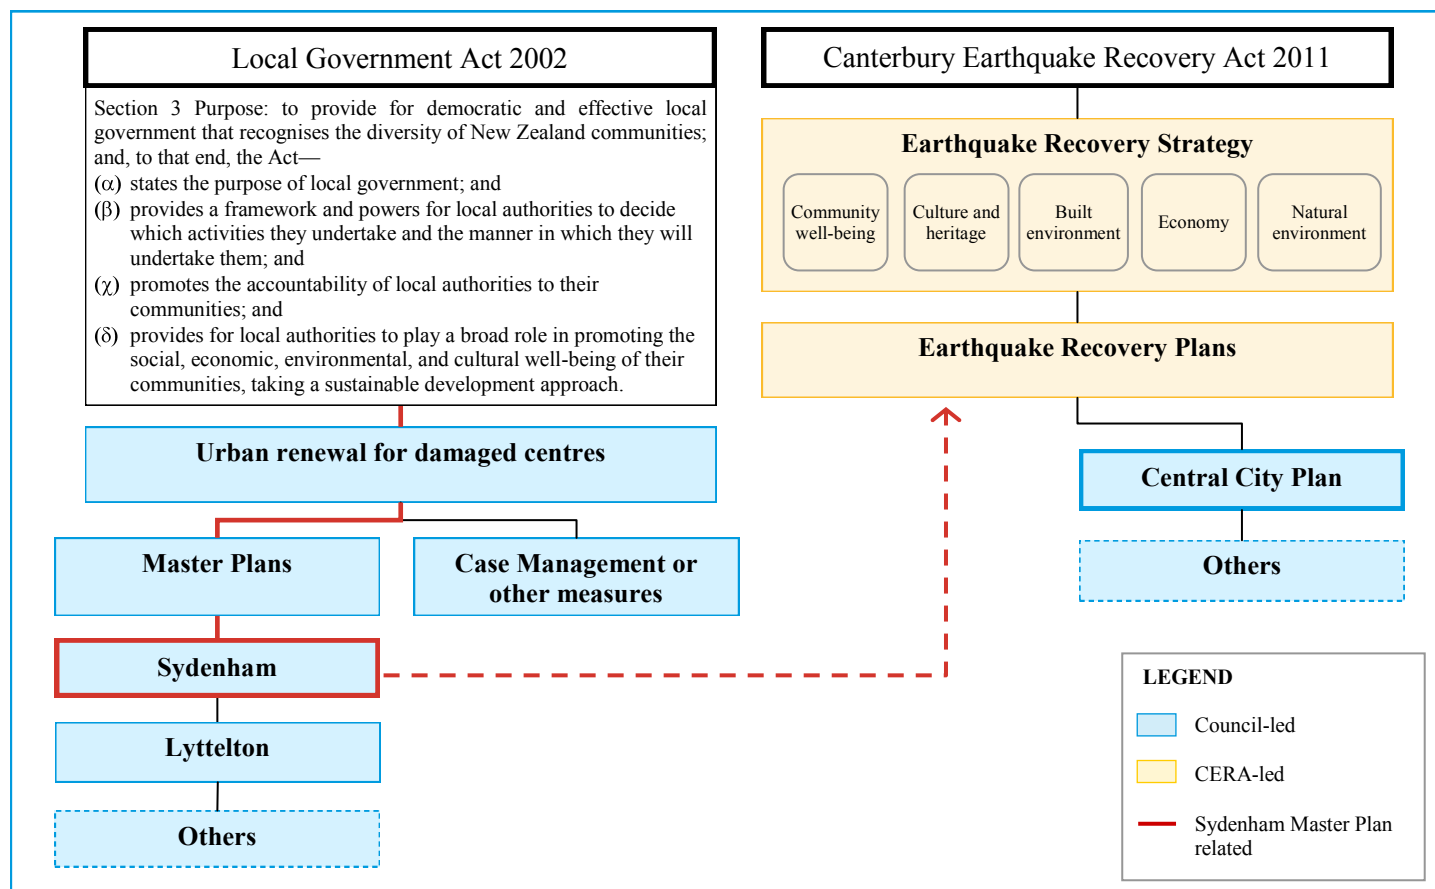 Local Government Act 2002
Section 3 Purpose: to provide for democratic and effective local
government that recognises the diversity of New Zealand communities;
and, to that end, the Act—
(α) states the purpose of local government; and
(β) provides a framework and powers for local authorities to decide
which activities they undertake and the manner in which they will
undertake them; and
(χ) promotes the accountability of local authorities to their
communities; and
(δ) provides for local authorities to play a broad role in promoting the
social, economic, environmental, and cultural well-being of their
communities, taking a sustainable development approach.
Urban renewal for damaged centres
Master Plans
Case Management or
other measures
Sydenham
Lyttelton
Others
Canterbury Earthquake Recovery Act 2011
Earthquake Recovery Strategy
Community
well-being
Culture and
heritage
Built
environment
Economy
Natural
environment
Earthquake Recovery Plans
Central City Plan
Others
LEGEND
Council-led
CERA-led
Sydenham Master Plan
related